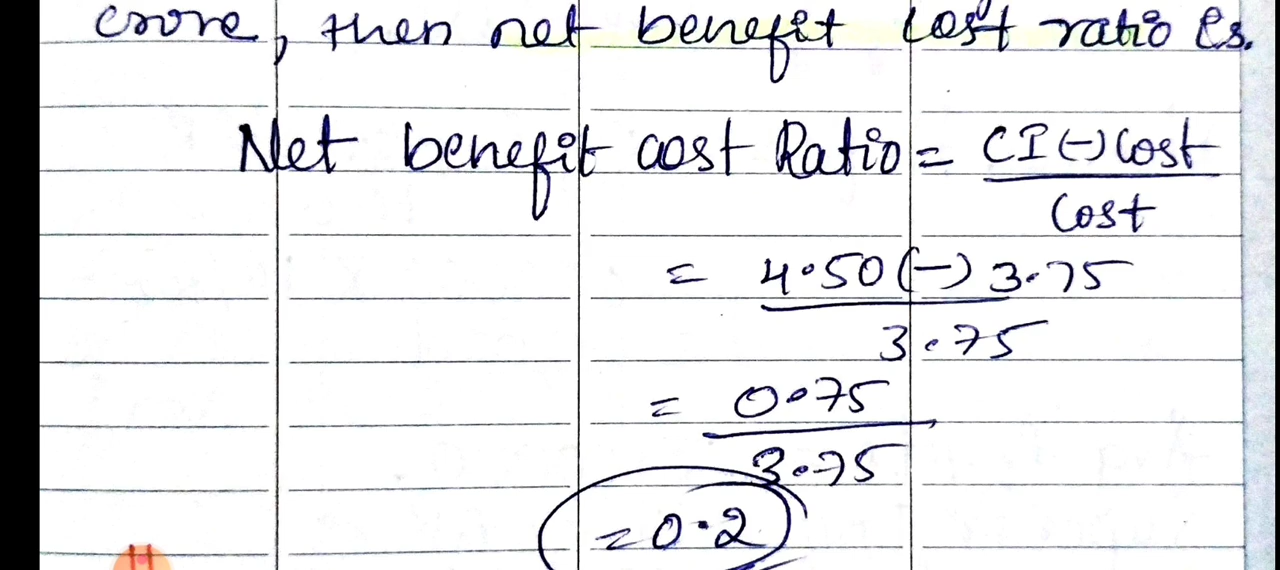 crore, then net benefit cost ratio is.
Net benefit cost Ratio = CI (-) Cost
Cost
= 4.50 (-) 3.75
3.75
= 0.75
3.75
= 0.2